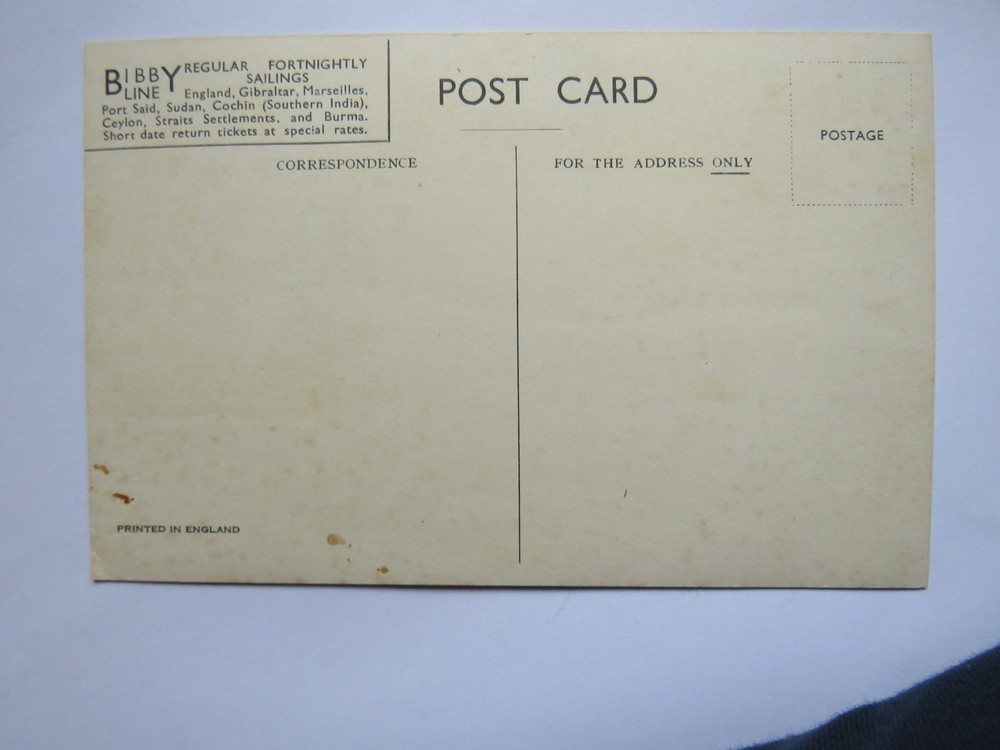 BIBBY LINE REGULAR FORTNIGHTLY
SAILINGS
England, Gibraltar, Marseilles,
Port Said, Sudan, Cochin (Southern India),
Ceylon, Straits Settlements, and Burma.
Short date return tickets at special rates.
POST CARD
POSTAGE
CORRESPONDENCE
FOR THE ADDRESS ONLY
PRINTED IN ENGLAND